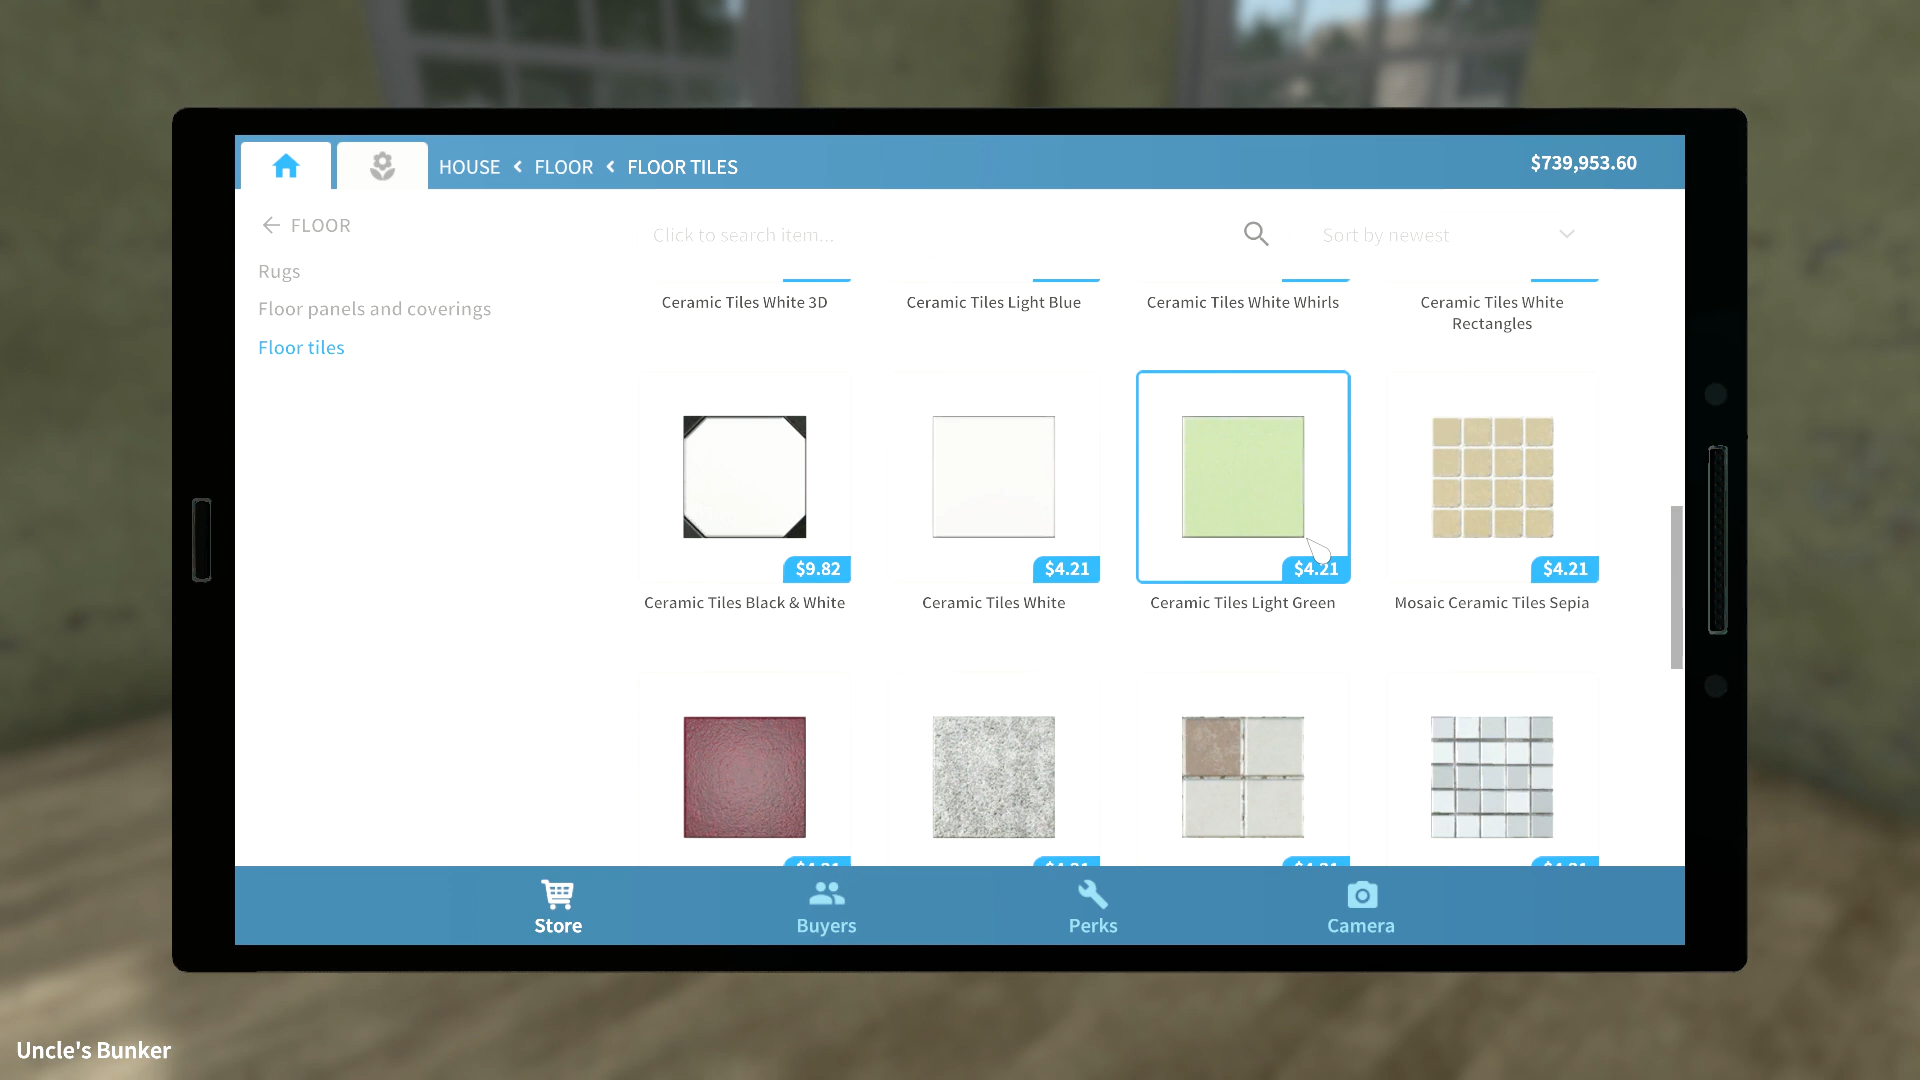 HOUSE < FLOOR < FLOOR TILES
$739,953.60
FLOOR
Click to search item...
Sort by newest
Rugs
Floor panels and coverings
Floor tiles
Ceramic Tiles White 3D
Ceramic Tiles Light Blue
Ceramic Tiles White Whirls
Ceramic Tiles White
Rectangles
$9.82
$4.21
$4.21
$4.21
Ceramic Tiles Black & White
Ceramic Tiles White
Ceramic Tiles Light Green
Mosaic Ceramic Tiles Sepia
Store
Buyers
Perks
Camera
Uncle's Bunker